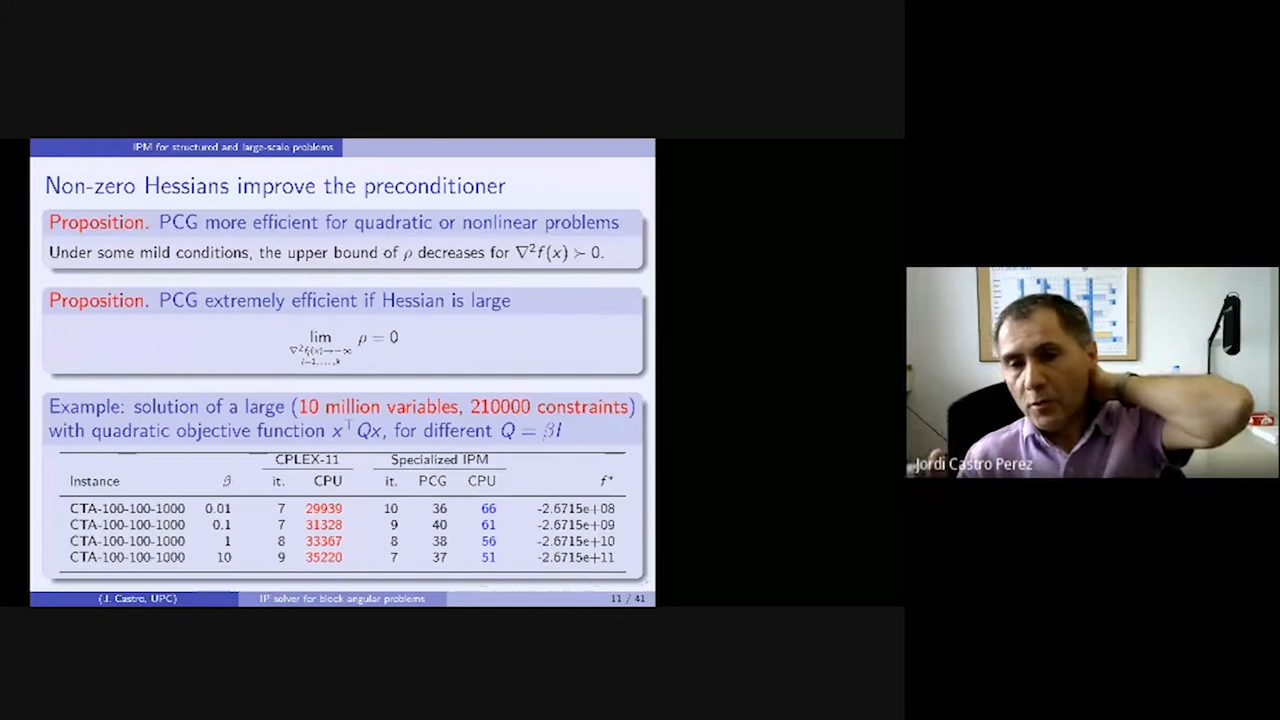 IPM for structured and large-scale problems
Non-zero Hessians improve the preconditioner
Proposition. PCG more efficient for quadratic or nonlinear problems
Under some mild conditions, the upper bound of ρ decreases for ∇²f(x) ≻ 0.
Proposition. PCG extremely efficient if Hessian is large
lim ρ = 0
i=1,...,k
Example: solution of a large (10 million variables, 210000 constraints)
with quadratic objective function x⊤Qx, for different Q = βI
CPLEX-11 Specialized IPM
Instance β it. CPU it. PCG CPU f*
CTA-100-100-1000 0.01 7 29939 10 36 66 -2.6715e+08
CTA-100-100-1000 0.1 7 31328 9 40 61 -2.6715e+09
CTA-100-100-1000 1 8 33367 8 38 56 -2.6715e+10
CTA-100-100-1000 10 9 35220 7 37 51 -2.6715e+11
(J. Castro, UPC) IP solver for block angular problems 11 / 41
Jordi Castro Perez